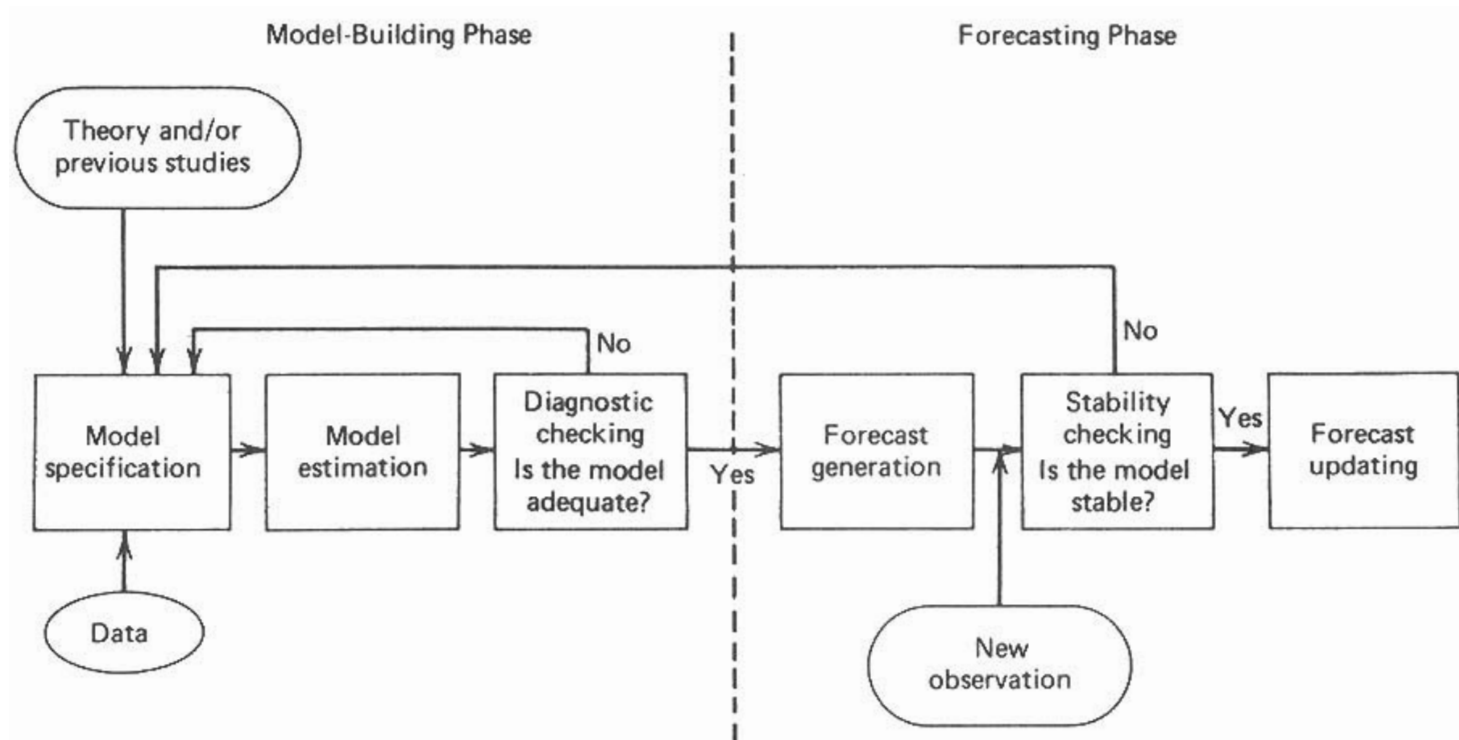 Model-Building Phase
Forecasting Phase
Theory and/or
previous studies
No
No
Model
specification
Model
estimation
Diagnostic
checking
Is the model
adequate?
Yes
Forecast
generation
Stability
checking
Is the model
stable?
Yes
Forecast
updating
Data
New
observation